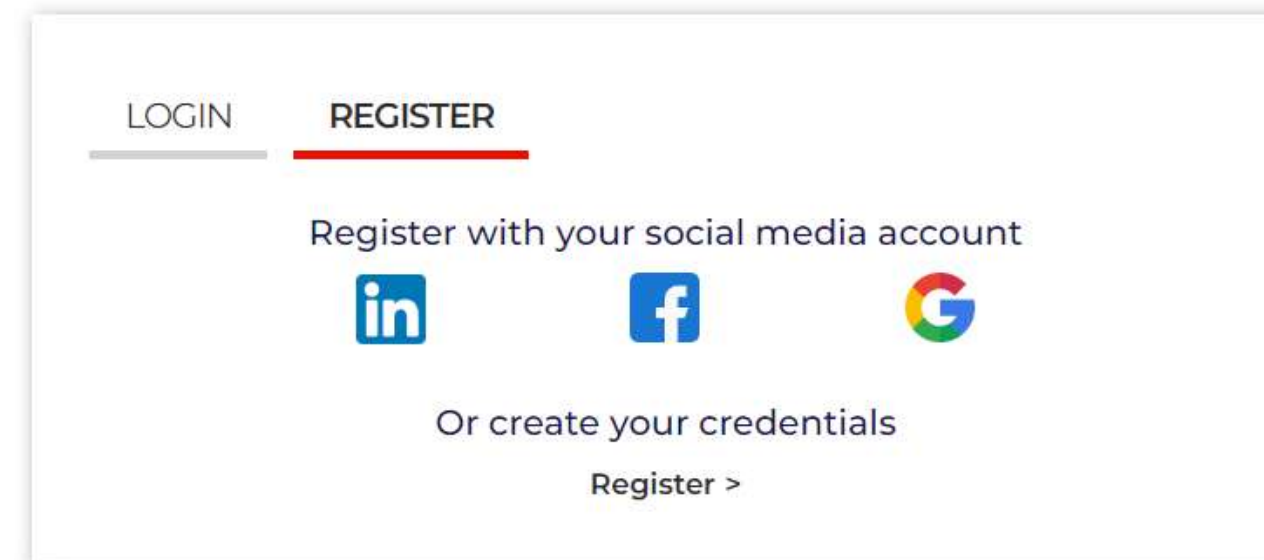 LOGIN REGISTER
Register with your social media account
in f G
Or create your credentials
Register >